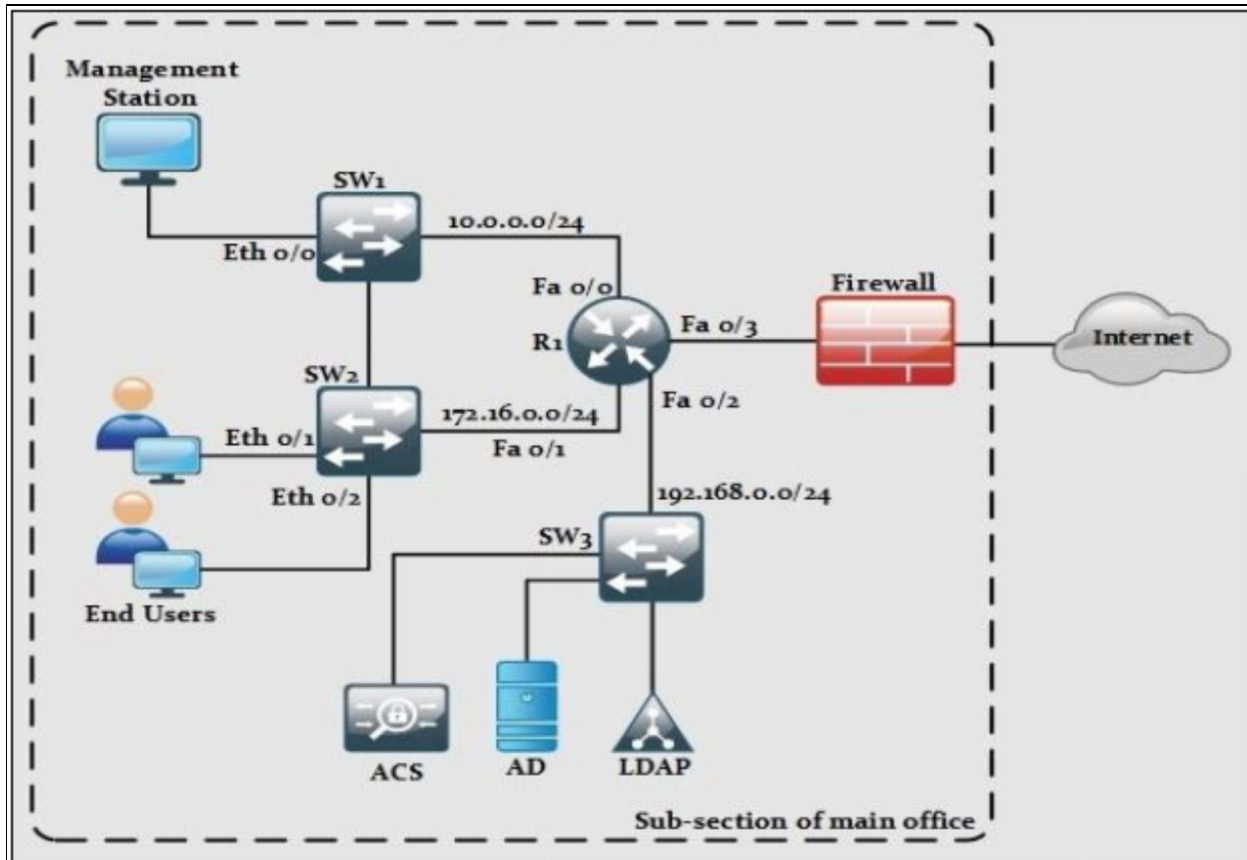 Management
Station
SW1
10.0.0.0/24
Eth 0/0
Fa 0/0
Firewall
R1
Fa 0/3
Internet
SW2
Fa 0/2
172.16.0.0/24
Eth 0/1
Fa 0/1
Eth 0/2
192.168.0.0/24
SW3
End Users
ACS
AD
LDAP
Sub-section of main office